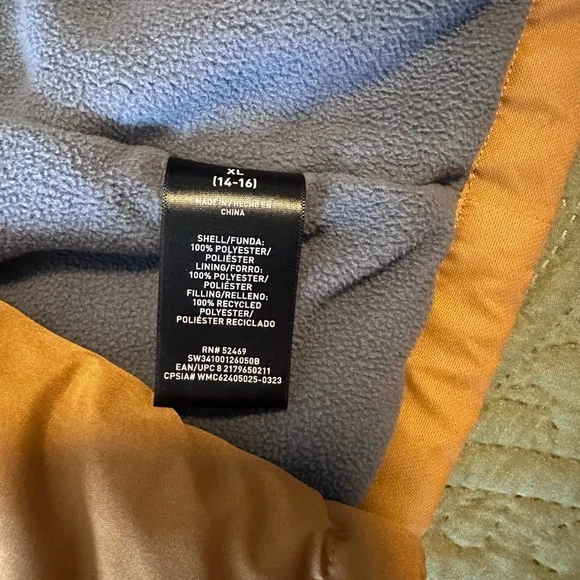 XL
(14-16)
MADE IN / HECHO EN
CHINA
SHELL/FUNDA:
100% POLYESTER/
POLIÉSTER
LINING/FORRO:
100% POLYESTER/
POLIÉSTER
FILLING/RELLENO:
100% RECYCLED
POLYESTER/
POLIÉSTER RECICLADO
RN# 52469
SW34100126050B
EAN/UPC 8 2179650211
CPSIA# WMC62405025-0323